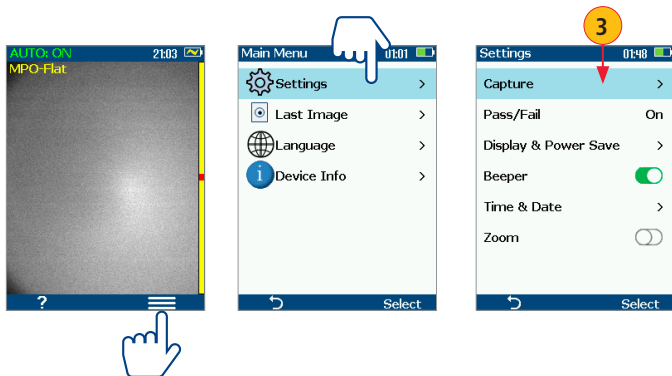 3
AUTO: ON 21:03
MPO-Flat
?
Main Menu 01:01
Settings >
Last Image >
Language >
i Device Info >
Select
Settings 01:48
Capture >
Pass/Fail On
Display & Power Save >
Beeper
Time & Date >
Zoom
Select